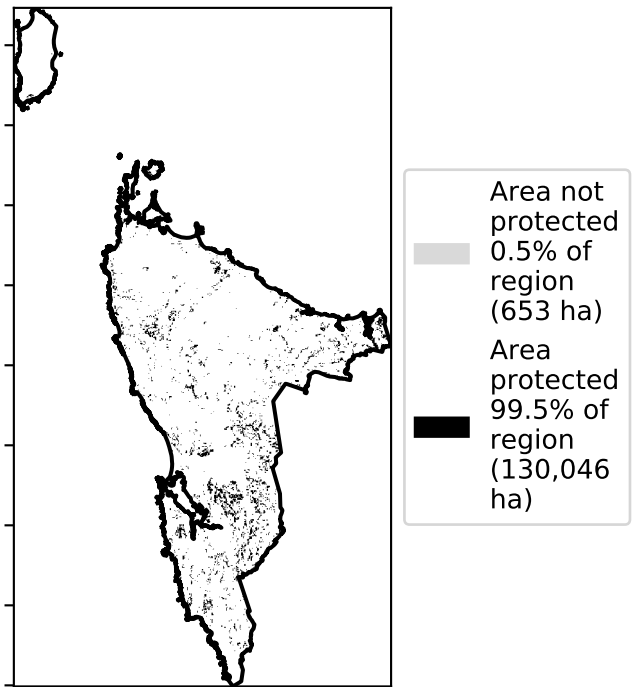 Area not
protected
0.5% of
region
(653 ha)
Area
protected
99.5% of
region
(130,046
ha)